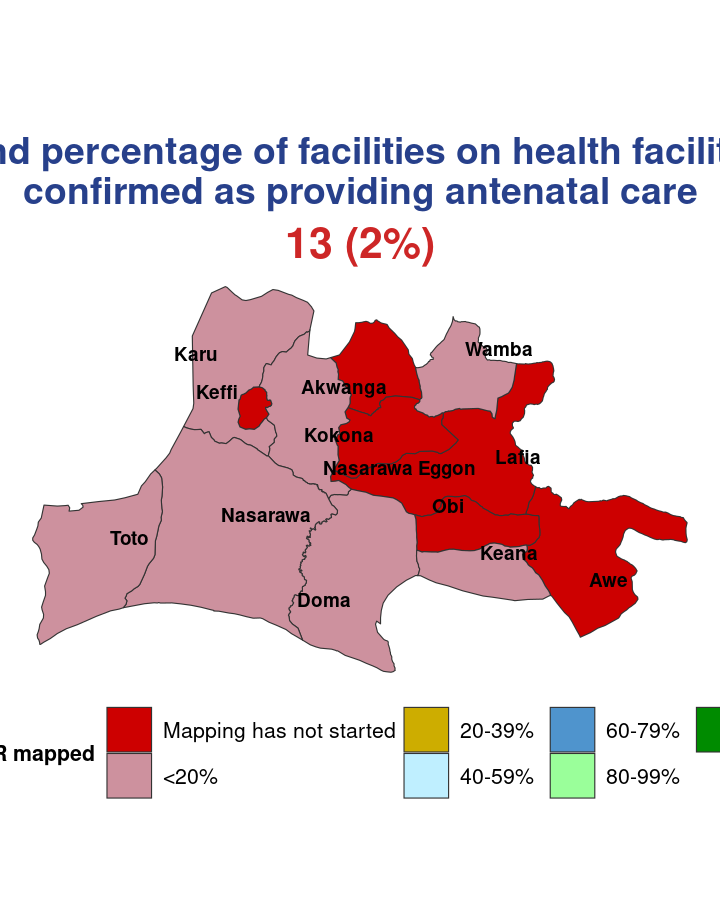 percentage of facilities on health
confirmed as providing antenatal care
13 (2%)
Wamba
Karu
Akwanga
Keffi
Kokona
Lafia
Nasarawa Eggon
Obi
Nasarawa
Toto
Keana
Awe
Doma
Mapping has not started
20-39%
60-79%
mapped
<20%
40-59%
80-99%